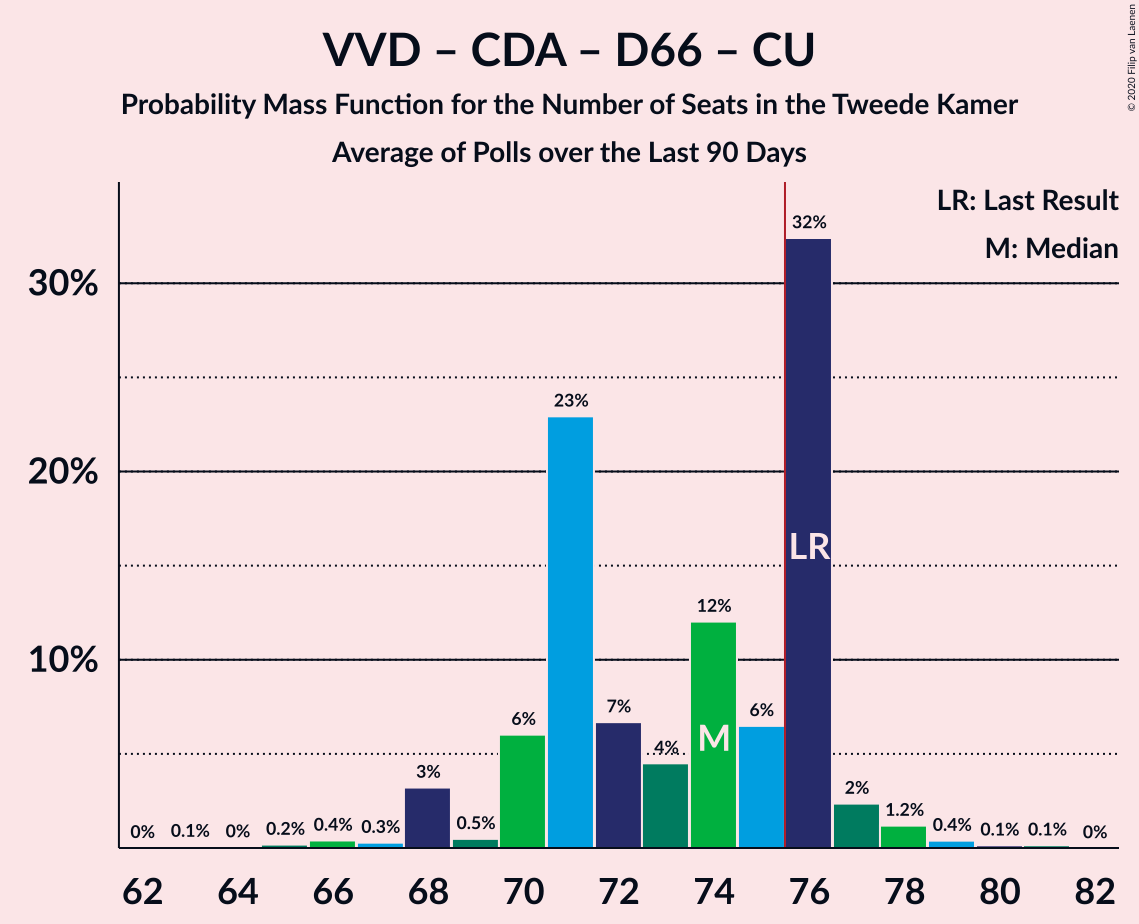 VVD – CDA – D66 – CU
Probability Mass Function for the Number of Seats in the Tweede Kamer
Average of Polls over the Last 90 Days
© 2020 Filip van Laenen
LR: Last Result
M: Median
30%
20%
10%
0% 0.1% 0% 0.2% 0.4% 0.3% 3% 0.5% 6% 23% 7% 4% 12% 6% 32% 2% 1.2% 0.4% 0.1% 0.1% 0%
LR
M
62 64 66 68 70 72 74 76 78 80 82